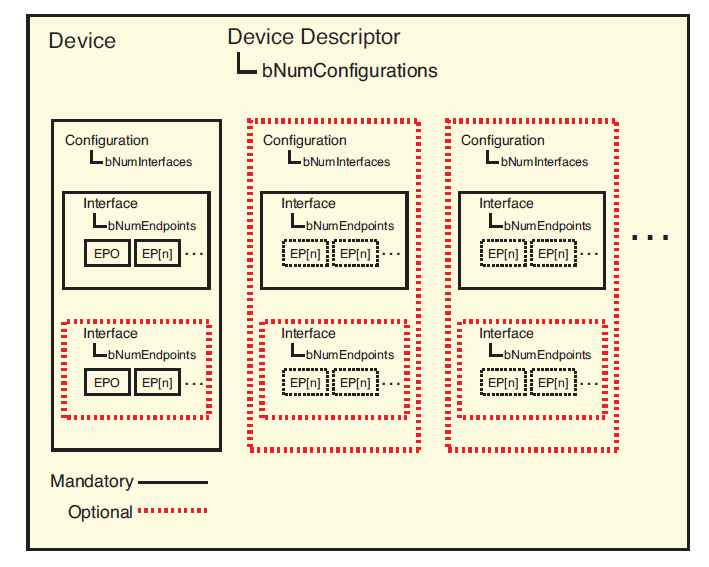 Device
Device Descriptor
bNumConfigurations
Configuration
bNumInterfaces
Interface
bNumEndpoints
EPO EP[n] ...
Interface
bNumEndpoints
EPO EP[n] ...
Configuration
bNumInterfaces
Interface
bNumEndpoints
EP[n] EP[n] ...
Interface
bNumEndpoints
EP[n] EP[n] ...
Configuration
bNumInterfaces
Interface
bNumEndpoints
EP[n] EP[n] ...
Interface
bNumEndpoints
EP[n] EP[n] ...
...
Mandatory
Optional